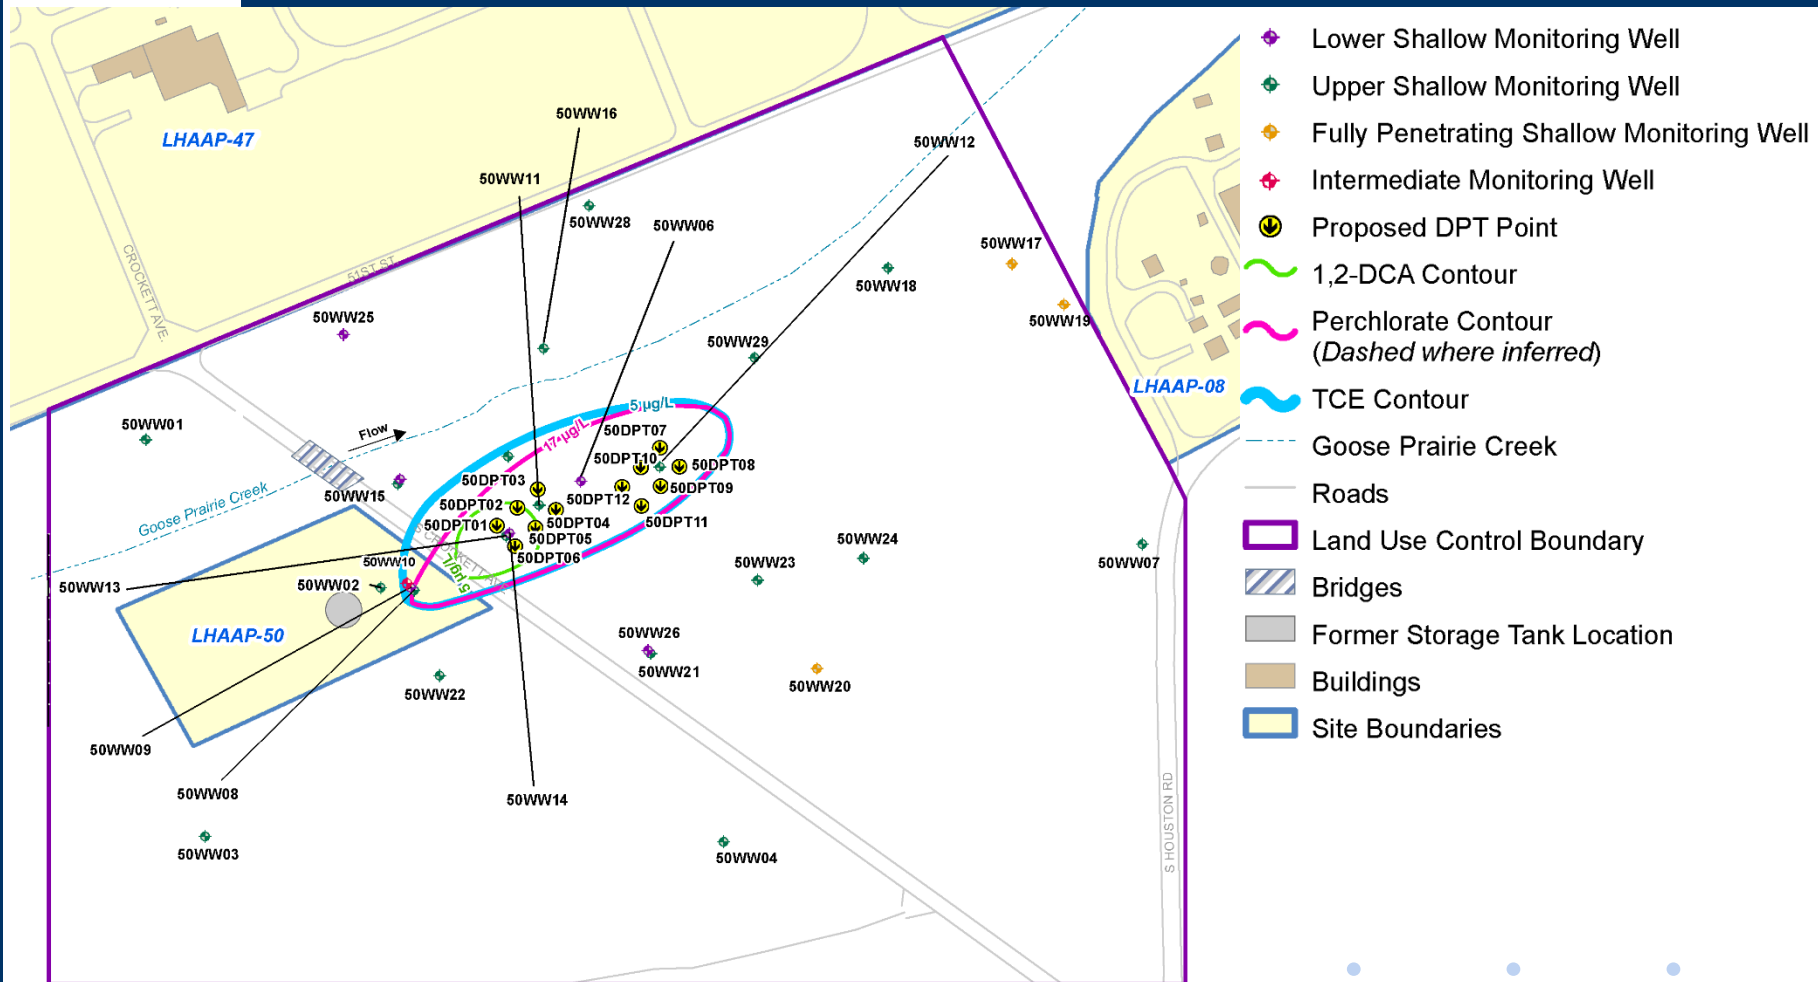 50WW16
50WW12
LHAAP-47
50WW11
50WW28
50WW06
50WW17
CROCKETT AVE.
51ST ST.
50WW18
50WW25
50WW19
50WW29
LHAAP-08
5 µg/L
50WW01
Flow
17 µg/L
50DPT07
50DPT10
50DPT08
50DPT03
50DPT09
50WW15
50DPT12
Goose Prairie Creek
50DPT02
50DPT01
50DPT04
50DPT11
50DPT05
50WW24
50DPT06
50WW10
50WW23
50WW07
50WW13
50WW02
5 µg/L
LHAAP-50
50WW26
50WW21
50WW20
50WW22
50WW09
50WW08
50WW14
50WW03
50WW04
S HOUSTON RD
Lower Shallow Monitoring Well
Upper Shallow Monitoring Well
Fully Penetrating Shallow Monitoring Well
Intermediate Monitoring Well
Proposed DPT Point
1,2-DCA Contour
Perchlorate Contour
(Dashed where inferred)
TCE Contour
Goose Prairie Creek
Roads
Land Use Control Boundary
Bridges
Former Storage Tank Location
Buildings
Site Boundaries